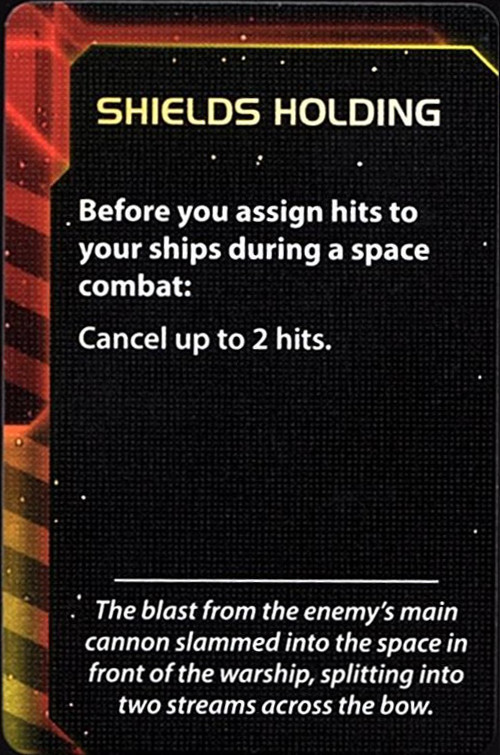 SHIELDS HOLDING
Before you assign hits to
your ships during a space
combat:
Cancel up to 2 hits.
The blast from the enemy's main
cannon slammed into the space in
front of the warship, splitting into
two streams across the bow.